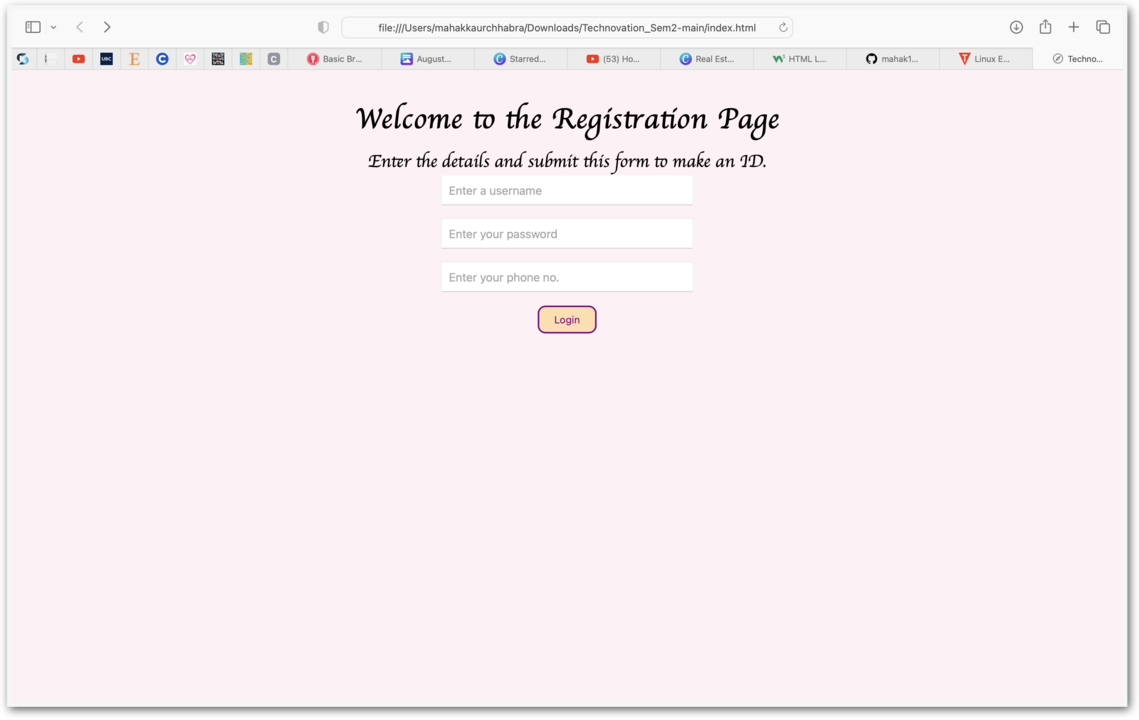 file:///Users/mahakkaurchhabra/Downloads/Technovation_Sem2-main/index.html
UBC E C C Basic Br... August... Starred... (53) Ho... Real Est... HTML L... mahak1... Linux E... Techno...
Welcome to the Registration Page
Enter the details and submit this form to make an ID.
Enter a username
Enter your password
Enter your phone no.
Login